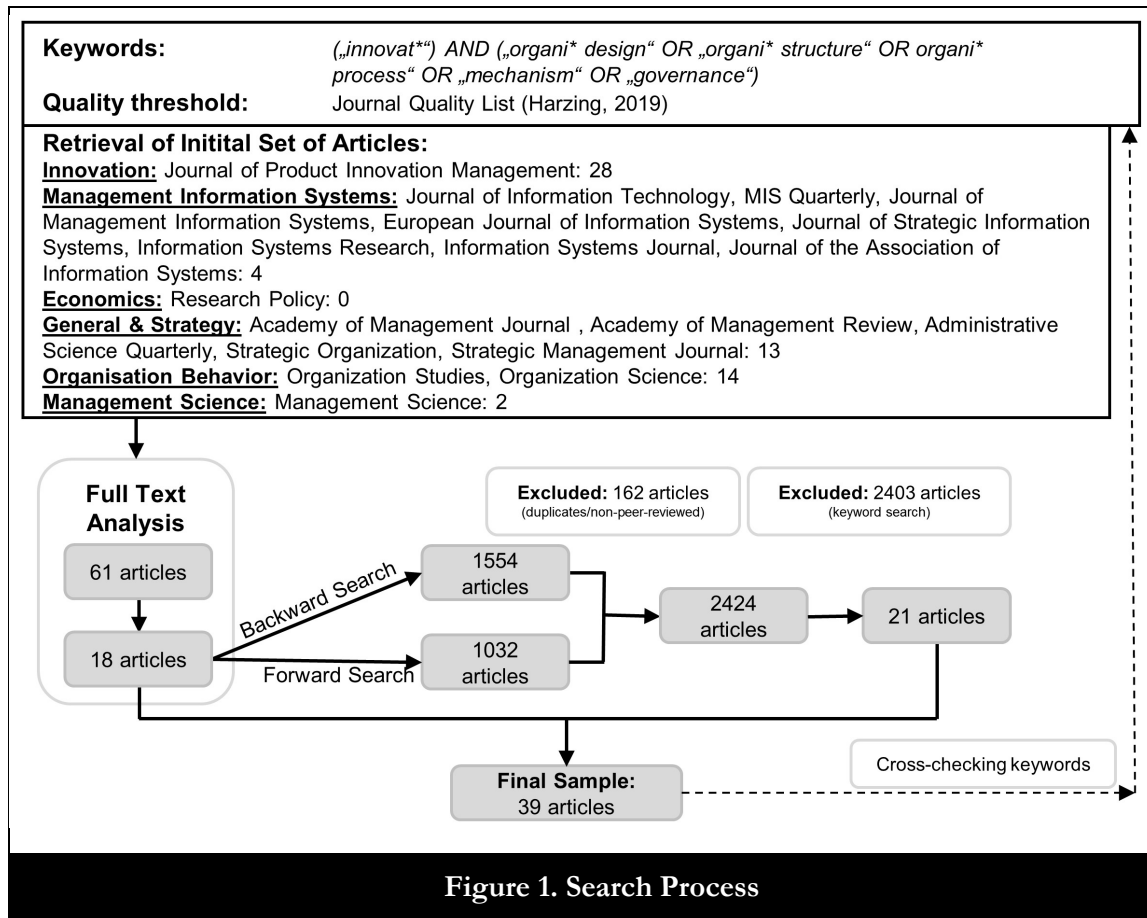 Keywords: („innovat*“) AND („organi* design“ OR „organi* structure“ OR organi*
process“ OR „mechanism“ OR „governance“)
Quality threshold: Journal Quality List (Harzing, 2019)
Retrieval of Initital Set of Articles:
Innovation: Journal of Product Innovation Management: 28
Management Information Systems: Journal of Information Technology, MIS Quarterly, Journal of
Management Information Systems, European Journal of Information Systems, Journal of Strategic Information
Systems, Information Systems Research, Information Systems Journal, Journal of the Association of
Information Systems: 4
Economics: Research Policy: 0
General & Strategy: Academy of Management Journal , Academy of Management Review, Administrative
Science Quarterly, Strategic Organization, Strategic Management Journal: 13
Organisation Behavior: Organization Studies, Organization Science: 14
Management Science: Management Science: 2
Full Text
Analysis
61 articles
18 articles
Backward Search
Forward Search
1554
articles
1032
articles
Excluded: 162 articles
(duplicates/non-peer-reviewed)
Excluded: 2403 articles
(keyword search)
2424
articles
21 articles
Final Sample:
39 articles
Cross-checking keywords
Figure 1. Search Process